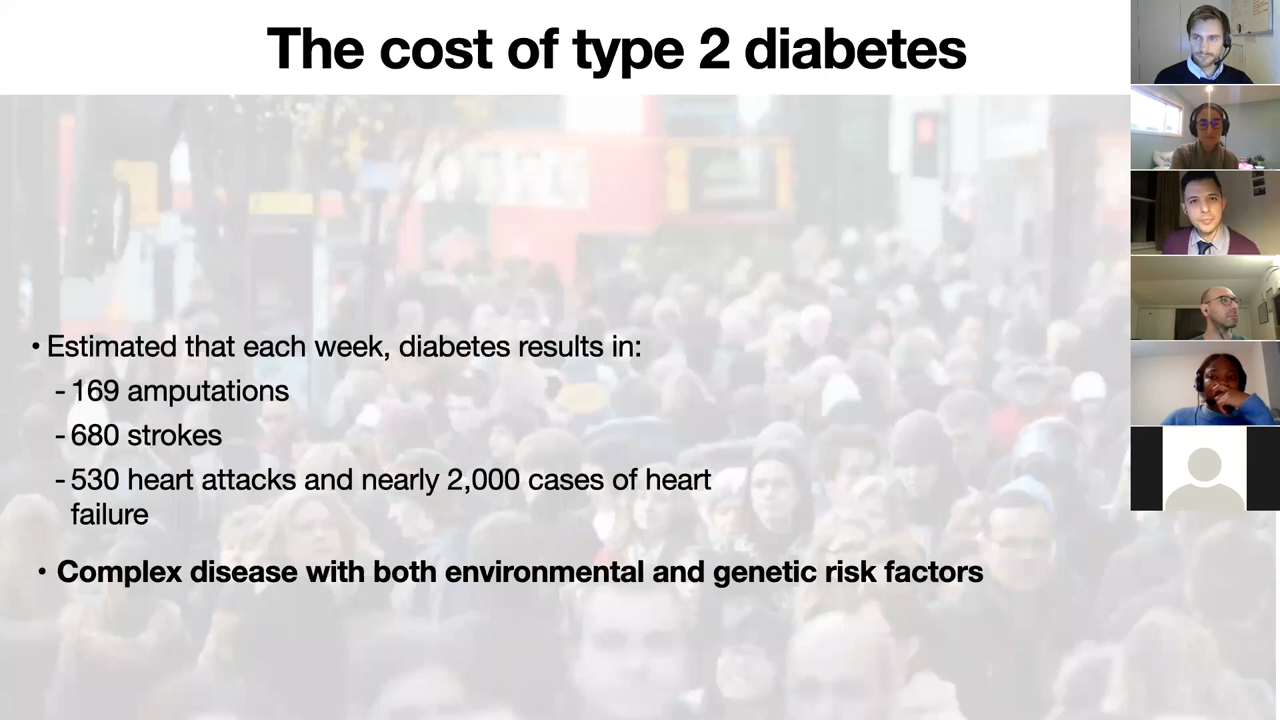 The cost of type 2 diabetes
• Estimated that each week, diabetes results in:
- 169 amputations
- 680 strokes
- 530 heart attacks and nearly 2,000 cases of heart
failure
• Complex disease with both environmental and genetic risk factors